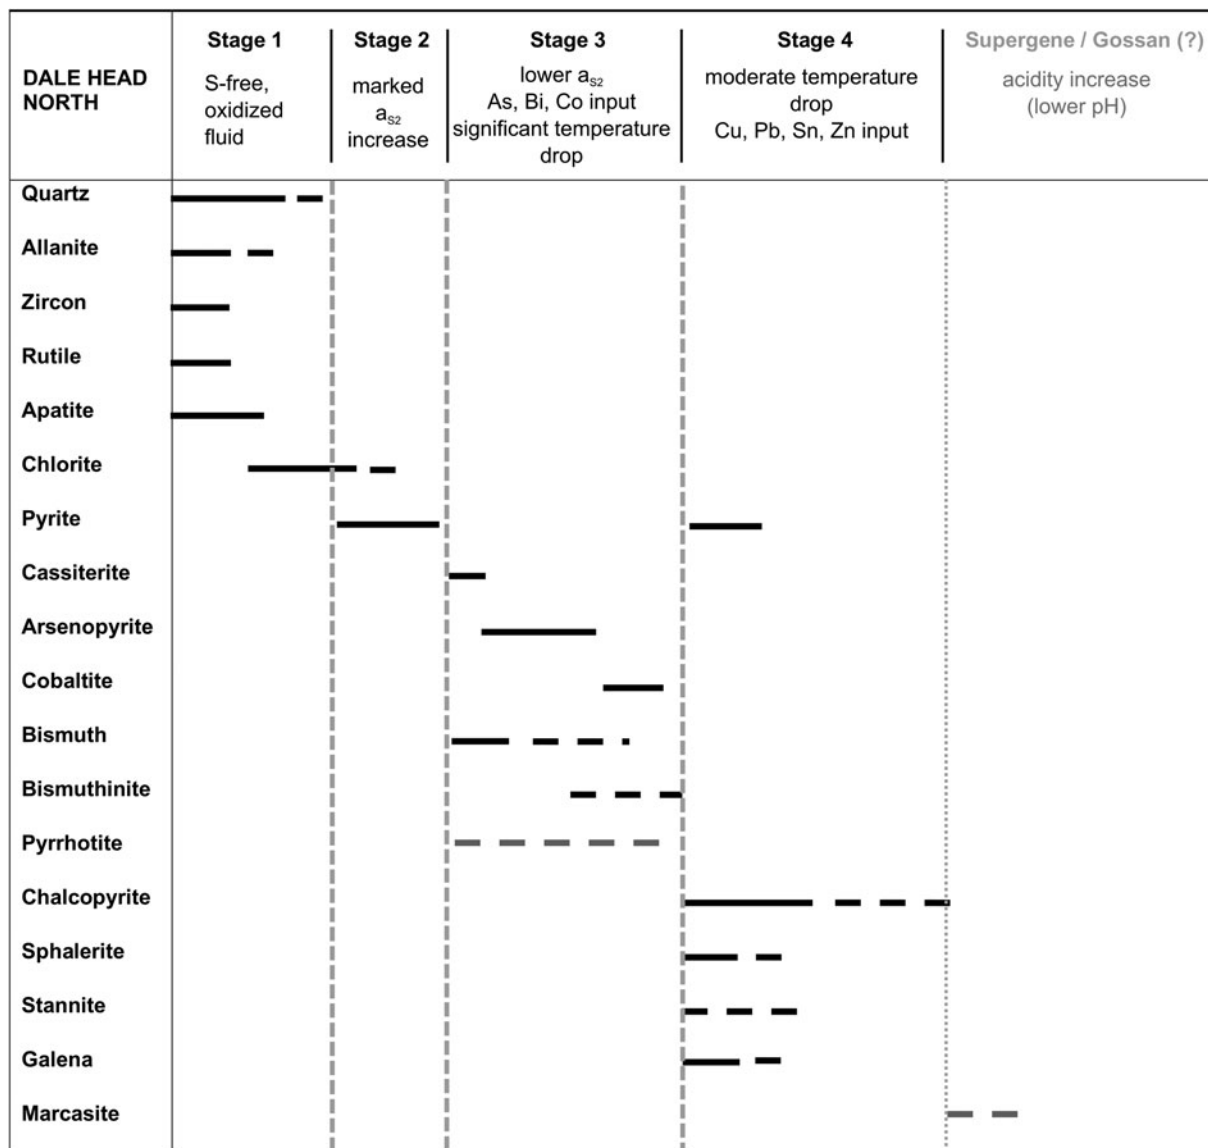 DALE HEAD
NORTH
Stage 1
S-free,
oxidized
fluid
Stage 2
marked
aS2
increase
Stage 3
lower aS2
As, Bi, Co input
significant temperature
drop
Stage 4
moderate temperature
drop
Cu, Pb, Sn, Zn input
Supergene / Gossan (?)
acidity increase
(lower pH)
Quartz
Allanite
Zircon
Rutile
Apatite
Chlorite
Pyrite
Cassiterite
Arsenopyrite
Cobaltite
Bismuth
Bismuthinite
Pyrrhotite
Chalcopyrite
Sphalerite
Stannite
Galena
Marcasite